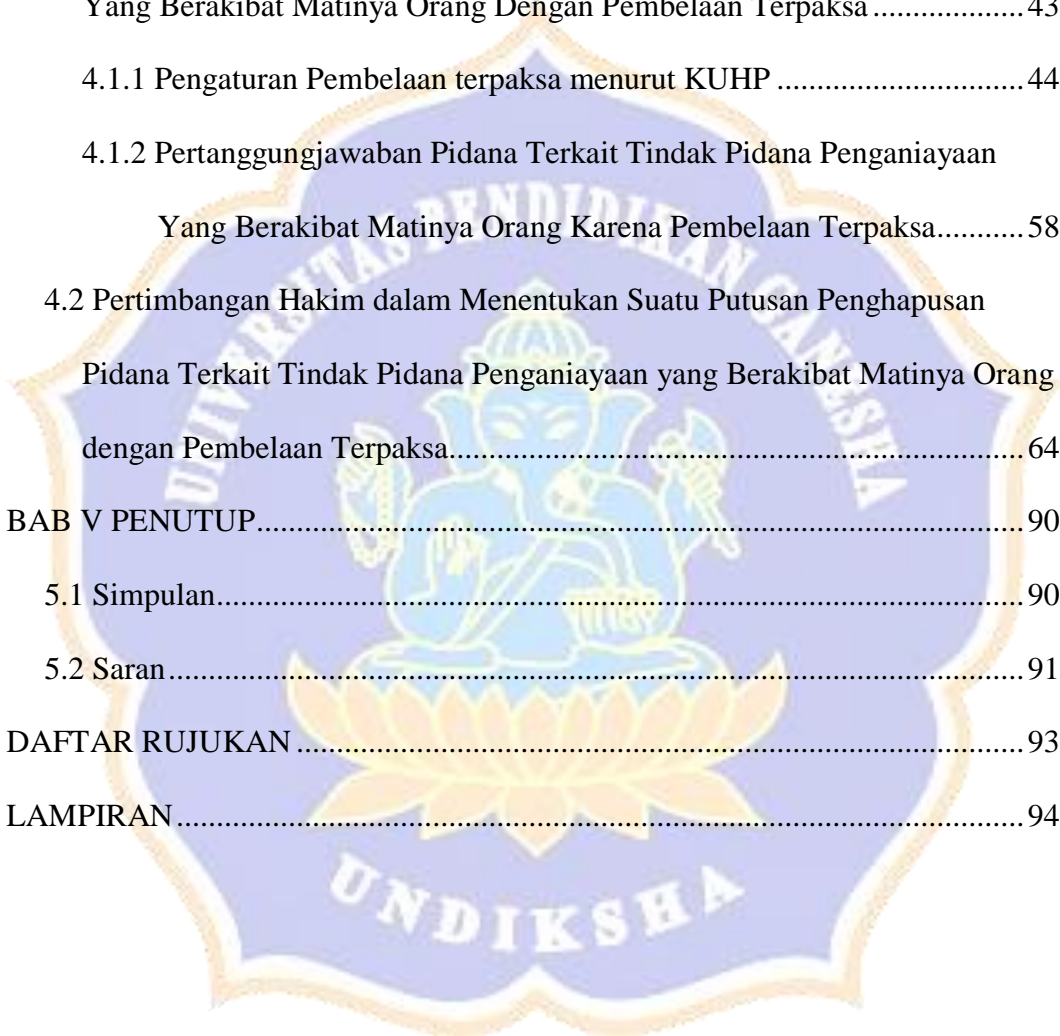 Yang Berakibat Matinya Orang Dengan Pembelaan Terpaksa ................... 43
4.1.1 Pengaturan Pembelaan terpaksa menurut KUHP ............................... 44
4.1.2 Pertanggungjawaban Pidana Terkait Tindak Pidana Penganiayaan
Yang Berakibat Matinya Orang Karena Pembelaan Terpaksa........... 58
4.2 Pertimbangan Hakim dalam Menentukan Suatu Putusan Penghapusan
Pidana Terkait Tindak Pidana Penganiayaan yang Berakibat Matinya Orang
dengan Pembelaan Terpaksa........................................................................ 64
BAB V PENUTUP................................................................................................ 90
5.1 Simpulan..................................................................................................... 90
5.2 Saran........................................................................................................... 91
DAFTAR RUJUKAN ........................................................................................... 93
LAMPIRAN.......................................................................................................... 94
UNIVERSITAS PENDIDIKAN GANESHA
UNDIKSHA